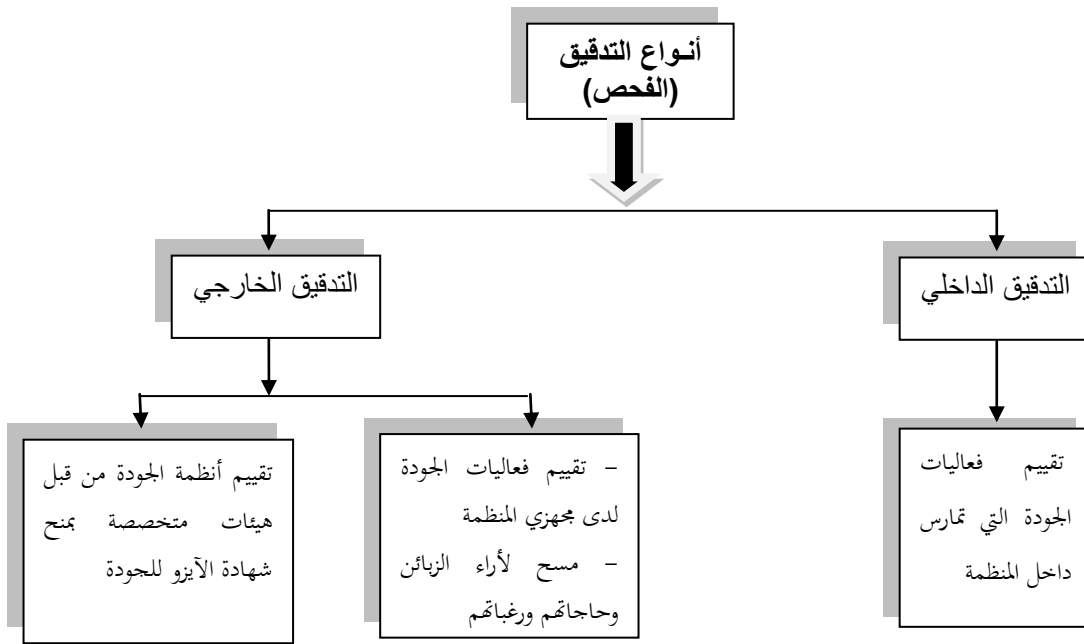 أنـواع التدقيق
(الفحص)
التدقيق الداخلي
التدقيق الخارجي
تقييم فعاليات
الجودة التي تمارس
داخل المنظمة
– تقييم فعاليات الجودة
لدى مجهزي المنظمة
– مسح لأراء الزبائن
وحاجاتهم ورغباتهم
تقييم أنظمة الجودة من قبل
هيئات متخصصة بمنح
شهادة الآيزو للجودة